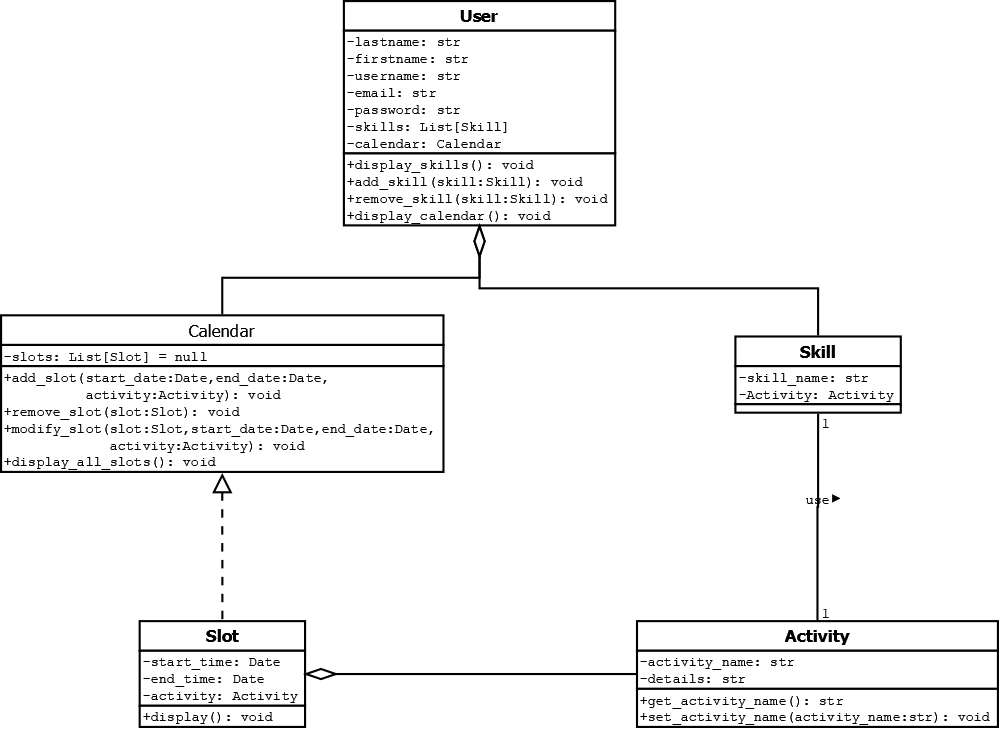 User
-lastname: str
-firstname: str
-username: str
-email: str
-password: str
-skills: List[Skill]
-calendar: Calendar
+display_skills(): void
+add_skill(skill:Skill): void
+remove_skill(skill:Skill): void
+display_calendar(): void
Calendar
-slots: List[Slot] = null
+add_slot(start_date:Date,end_date:Date,
activity:Activity): void
+remove_slot(slot:Slot): void
+modify_slot(slot:Slot,start_date:Date,end_date:Date,
activity:Activity): void
+display_all_slots(): void
Skill
-skill_name: str
-Activity: Activity
1
use
1
Slot
-start_time: Date
-end_time: Date
-activity: Activity
+display(): void
Activity
-activity_name: str
-details: str
+get_activity_name(): str
+set_activity_name(activity_name:str): void